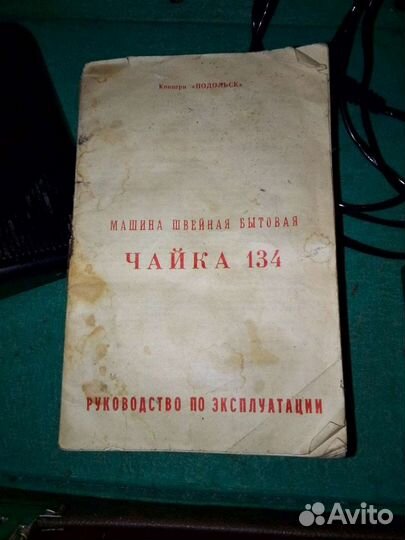 Концерн «ПОДОЛЬСК»
МАШИНА ШВЕЙНАЯ БЫТОВАЯ
ЧАЙКА 134
РУКОВОДСТВО ПО ЭКСПЛУАТАЦИИ
Avito